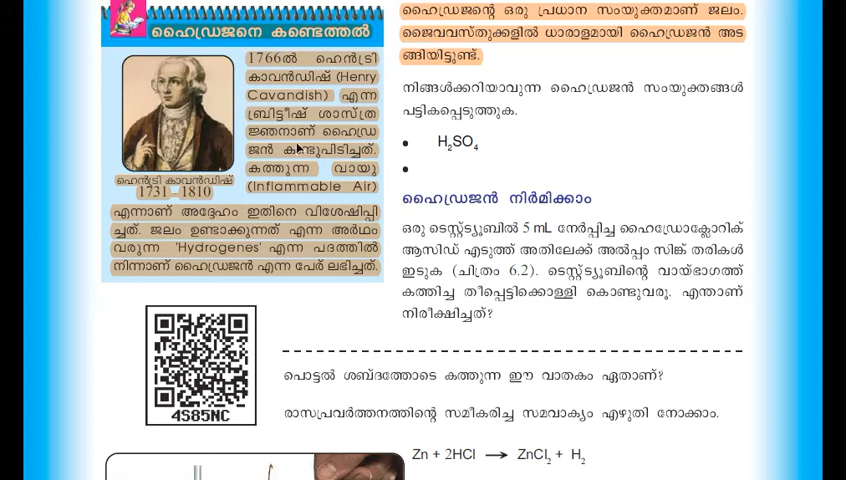 ഹൈഡ്രജനെ കണ്ടെത്തൽ
1766ൽ ഹെൻട്രി
കാവൻഡിഷ് (Henry
Cavandish) എന്ന
ബ്രിട്ടീഷ് ശാസ്ത്ര
ജ്ഞനാണ് ഹൈഡ്ര
ജൻ കണ്ടുപിടിച്ചത്.
കത്തുന്ന വായു
(Inflammable Air)
ഹെൻട്രി കാവൻഡിഷ്
1731 -1810
എന്നാണ് അദ്ദേഹം ഇതിനെ വിശേഷിപ്പി
ച്ചത്. ജലം ഉണ്ടാക്കുന്നത് എന്ന അർഥം
വരുന്ന 'Hydrogenes' എന്ന പദത്തിൽ
നിന്നാണ് ഹൈഡ്രജൻ എന്ന പേര് ലഭിച്ചത്.
4S85NC
ഹൈഡ്രജന്റെ ഒരു പ്രധാന സംയുക്തമാണ് ജലം.
ജൈവവസ്തുക്കളിൽ ധാരാളമായി ഹൈഡ്രജൻ അട
ങ്ങിയിട്ടുണ്ട്.
നിങ്ങൾക്കറിയാവുന്ന ഹൈഡ്രജൻ സംയുക്തങ്ങൾ
പട്ടികപ്പെടുത്തുക.
• H₂SO₄
•
ഹൈഡ്രജൻ നിർമിക്കാം
ഒരു ടെസ്റ്റ്ട്യൂബിൽ 5 mL നേർപ്പിച്ച ഹൈഡ്രോക്ലോറിക്
ആസിഡ് എടുത്ത് അതിലേക്ക് അൽപ്പം സിങ്ക് തരികൾ
ഇടുക (ചിത്രം 6.2). ടെസ്റ്റ്ട്യൂബിന്റെ വായ്ഭാഗത്ത്
കത്തിച്ച തീപ്പെട്ടിക്കൊള്ളി കൊണ്ടുവരൂ. എന്താണ്
നിരീക്ഷിച്ചത്?
പൊട്ടൽ ശബ്ദത്തോടെ കത്തുന്ന ഈ വാതകം ഏതാണ്?
രാസപ്രവർത്തനത്തിന്റെ സമീകരിച്ച സമവാക്യം എഴുതി നോക്കാം.
Zn + 2HCl → ZnCl₂ + H₂